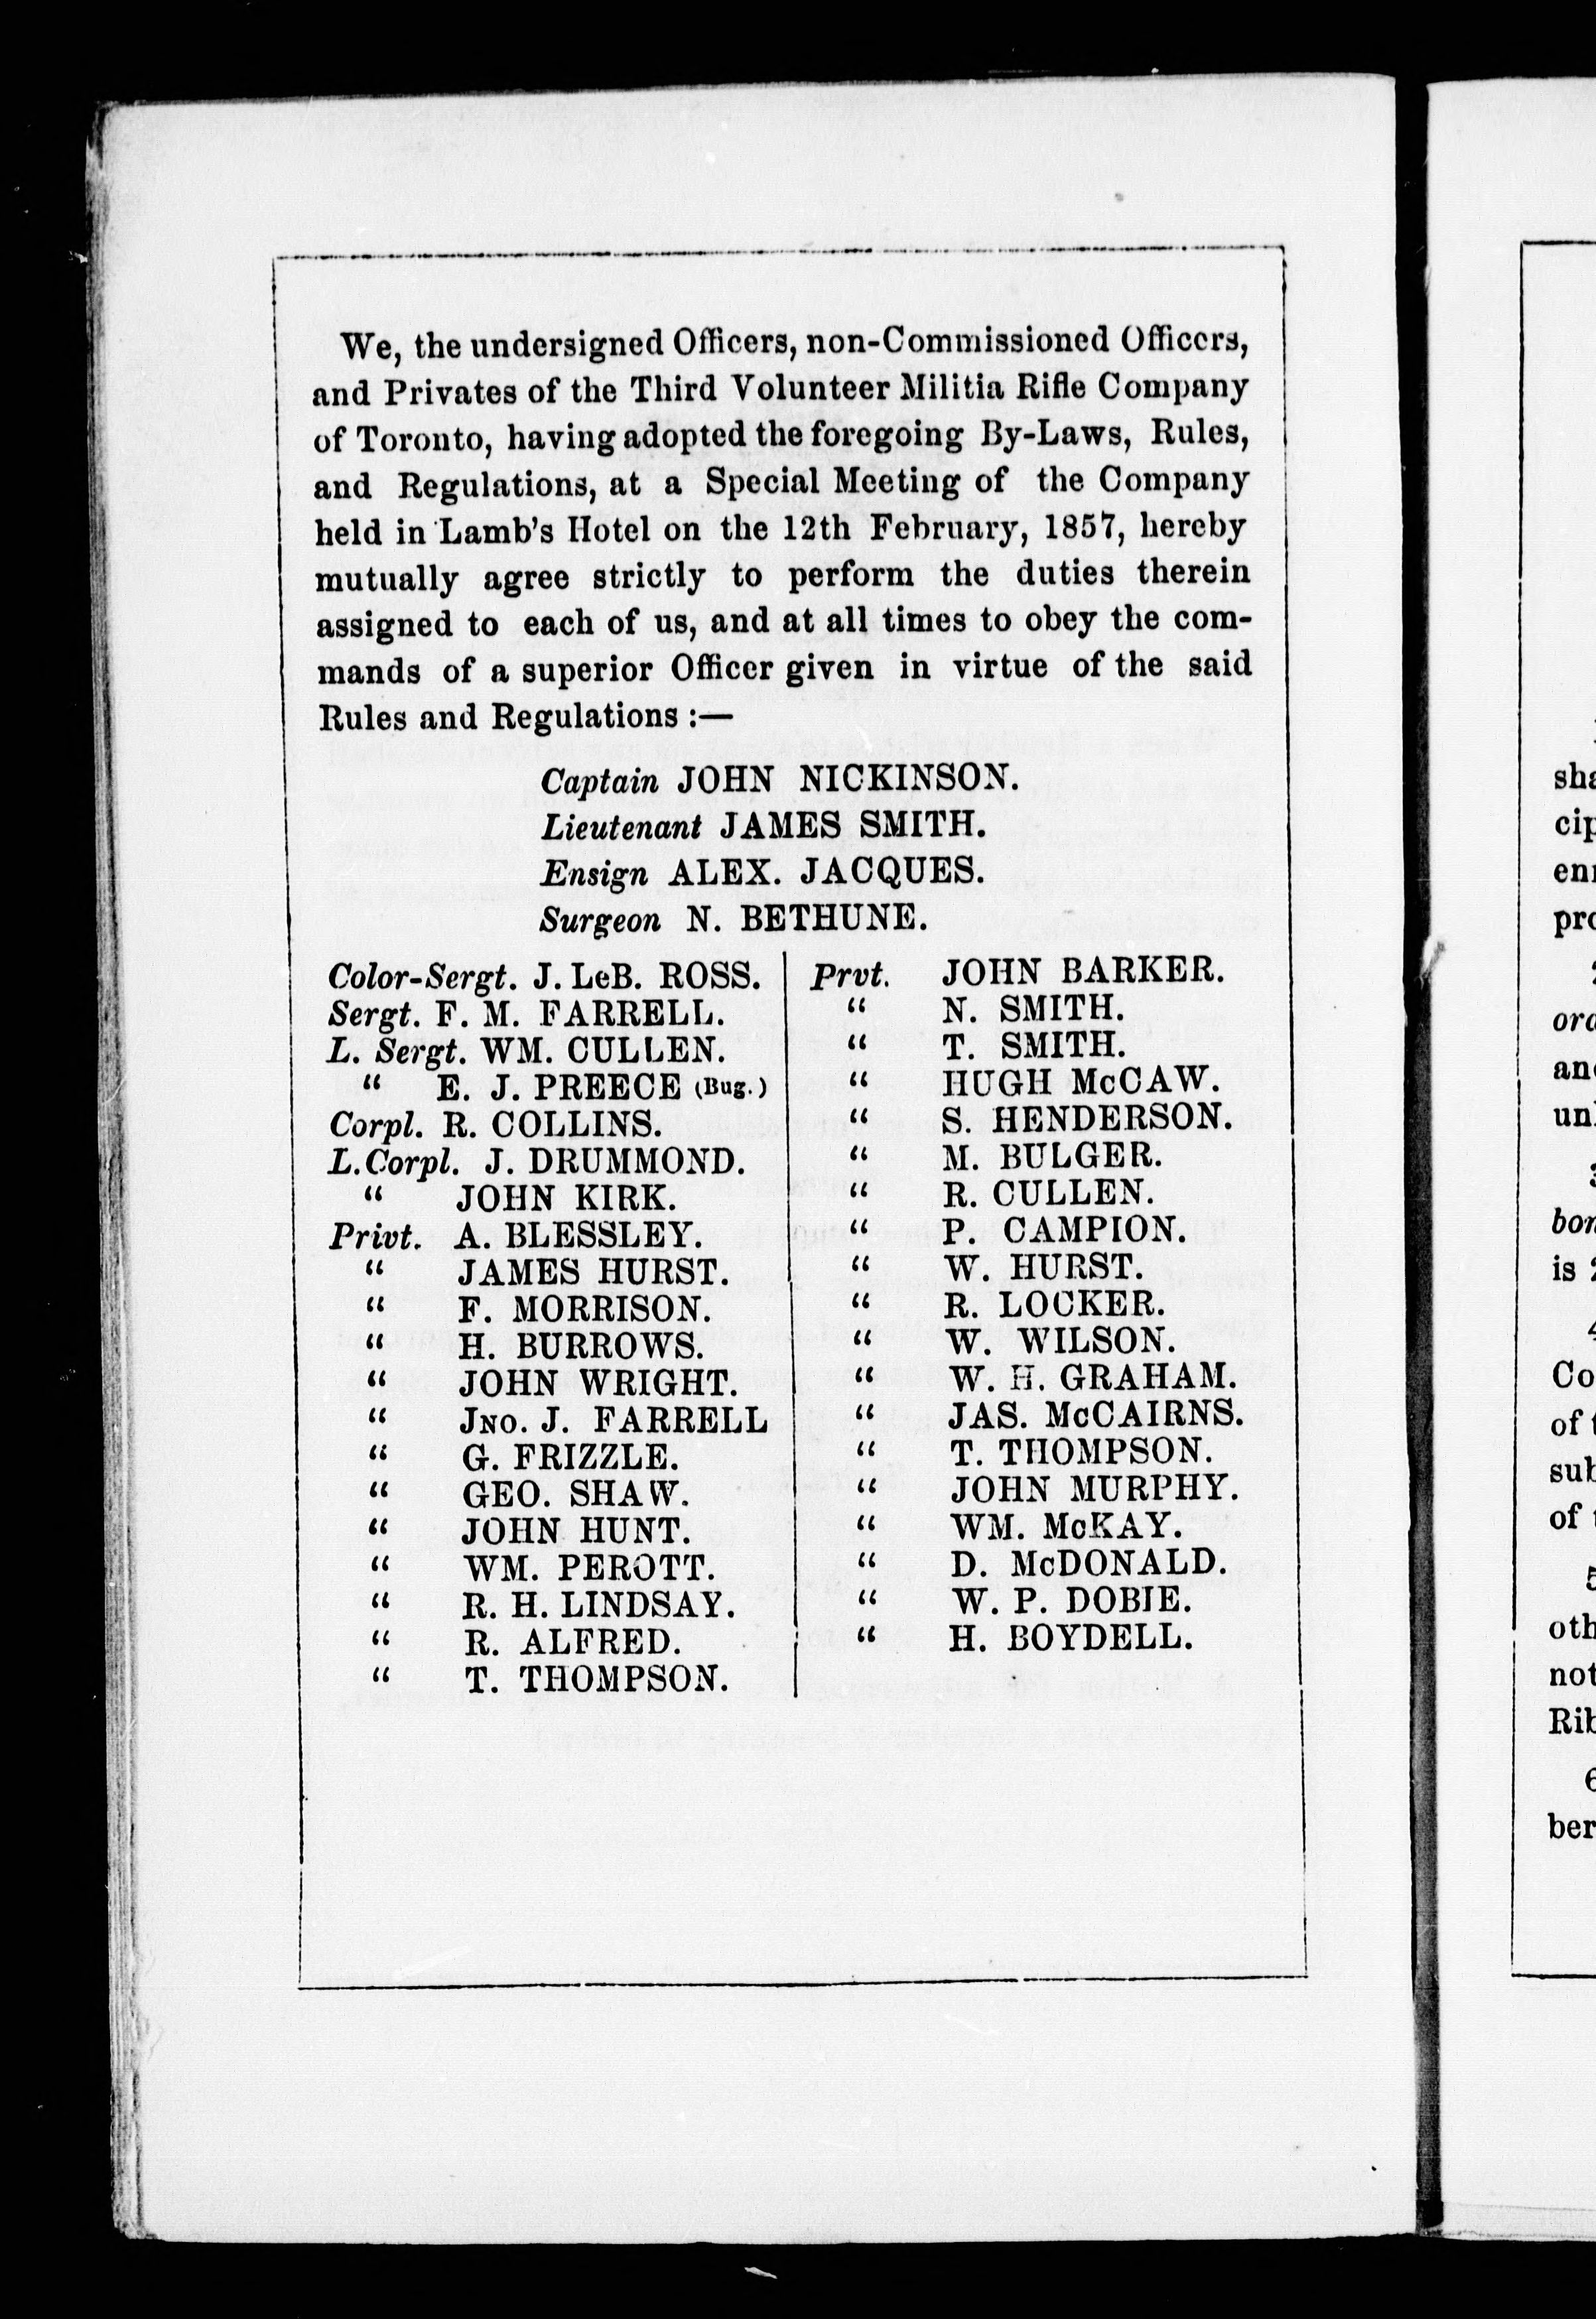 We, the undersigned Officers, non-Commissioned Officers,
and Privates of the Third Volunteer Militia Rifle Company
of Toronto, having adopted the foregoing By-Laws, Rules,
and Regulations, at a Special Meeting of the Company
held in Lamb's Hotel on the 12th February, 1857, hereby
mutually agree strictly to perform the duties therein
assigned to each of us, and at all times to obey the com-
mands of a superior Officer given in virtue of the said
Rules and Regulations :—
Captain JOHN NICKINSON.
Lieutenant JAMES SMITH.
Ensign ALEX. JACQUES.
Surgeon N. BETHUNE.
Color-Sergt. J. LeB. ROSS.
Sergt. F. M. FARRELL.
L. Sergt. WM. CULLEN.
“ E. J. PREECE (Bug.)
Corpl. R. COLLINS.
L.Corpl. J. DRUMMOND.
“ JOHN KIRK.
Privt. A. BLESSLEY.
“ JAMES HURST.
“ F. MORRISON.
“ H. BURROWS.
“ JOHN WRIGHT.
“ JNO. J. FARRELL
“ G. FRIZZLE.
“ GEO. SHAW.
“ JOHN HUNT.
“ WM. PEROTT.
“ R. H. LINDSAY.
“ R. ALFRED.
“ T. THOMPSON.
Prvt. JOHN BARKER.
“ N. SMITH.
“ T. SMITH.
“ HUGH McCAW.
“ S. HENDERSON.
“ M. BULGER.
“ R. CULLEN.
“ P. CAMPION.
“ W. HURST.
“ R. LOCKER.
“ W. WILSON.
“ W. H. GRAHAM.
“ JAS. McCAIRNS.
“ T. THOMPSON.
“ JOHN MURPHY.
“ WM. McKAY.
“ D. McDONALD.
“ W. P. DOBIE.
“ H. BOYDELL.